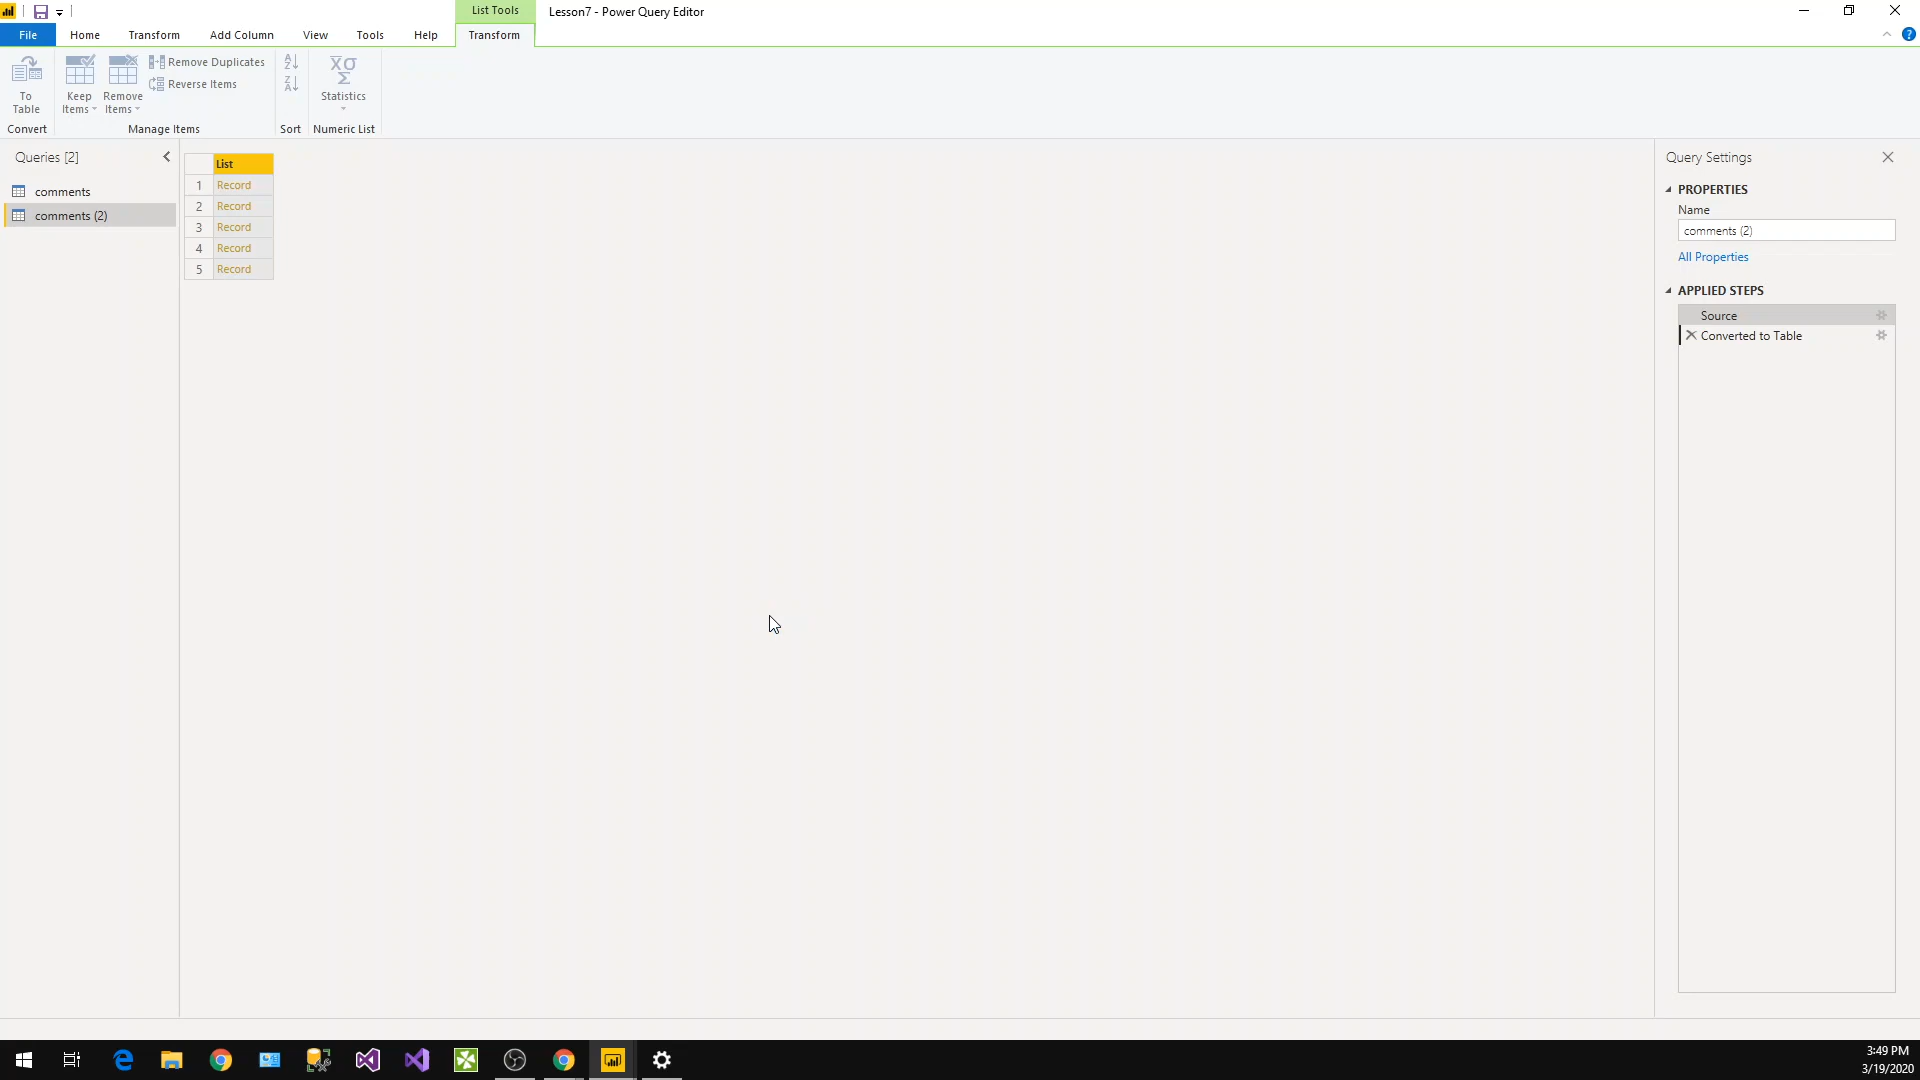 List Tools
Lesson7 - Power Query Editor
File
Home
Transform
Add Column
View
Tools
Help
Transform
To
Table
Keep
Items
Remove
Items
Remove Duplicates
Reverse Items
Statistics
Convert
Manage Items
Sort
Numeric List
Queries [2]
comments
comments (2)
List
1 Record
2 Record
3 Record
4 Record
5 Record
Query Settings
PROPERTIES
Name
comments (2)
All Properties
APPLIED STEPS
Source
Converted to Table
3:49 PM
3/19/2020